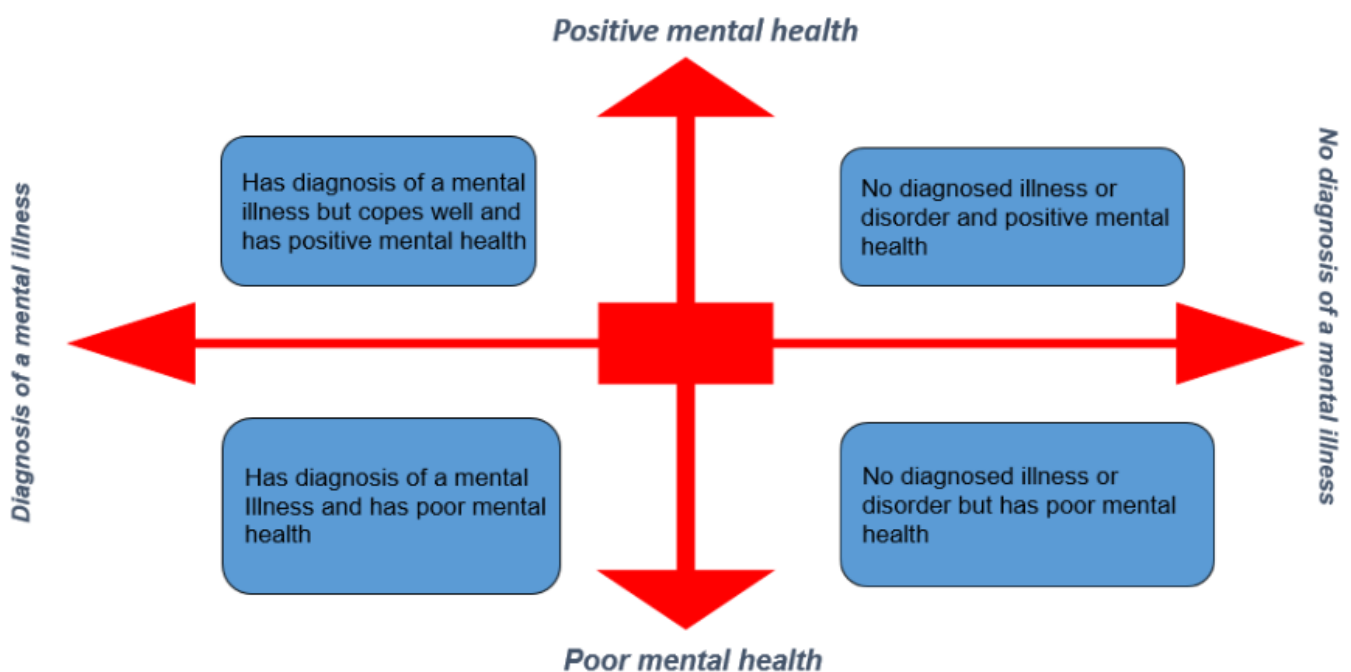 Positive mental health
Has diagnosis of a mental
illness but copes well and
has positive mental health
No diagnosed illness or
disorder and positive mental
health
Diagnosis of a mental illness
No diagnosis of a mental illness
Has diagnosis of a mental
Illness and has poor mental
health
No diagnosed illness or
disorder but has poor mental
health
Poor mental health